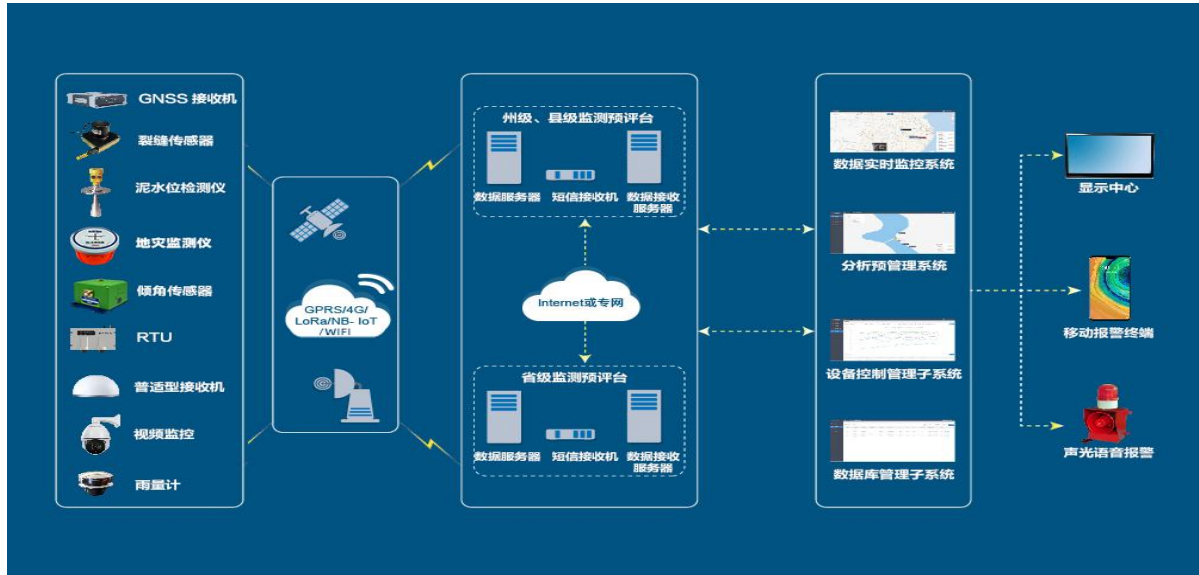 GNSS 接收机
裂缝传感器
泥水位检测仪
地灾监测仪
倾角传感器
RTU
普适型接收机
视频监控
雨量计
GPRS/4G/
LoRa/NB- IoT
/WIFI
州级、县级监测预评台
数据服务器
短信接收机
数据接收
服务器
Internet或专网
省级监测预评台
数据服务器
短信接收机
数据接收
服务器
数据实时监控系统
分析预管理系统
设备控制管理子系统
数据库管理子系统
显示中心
移动报警终端
声光语音报警